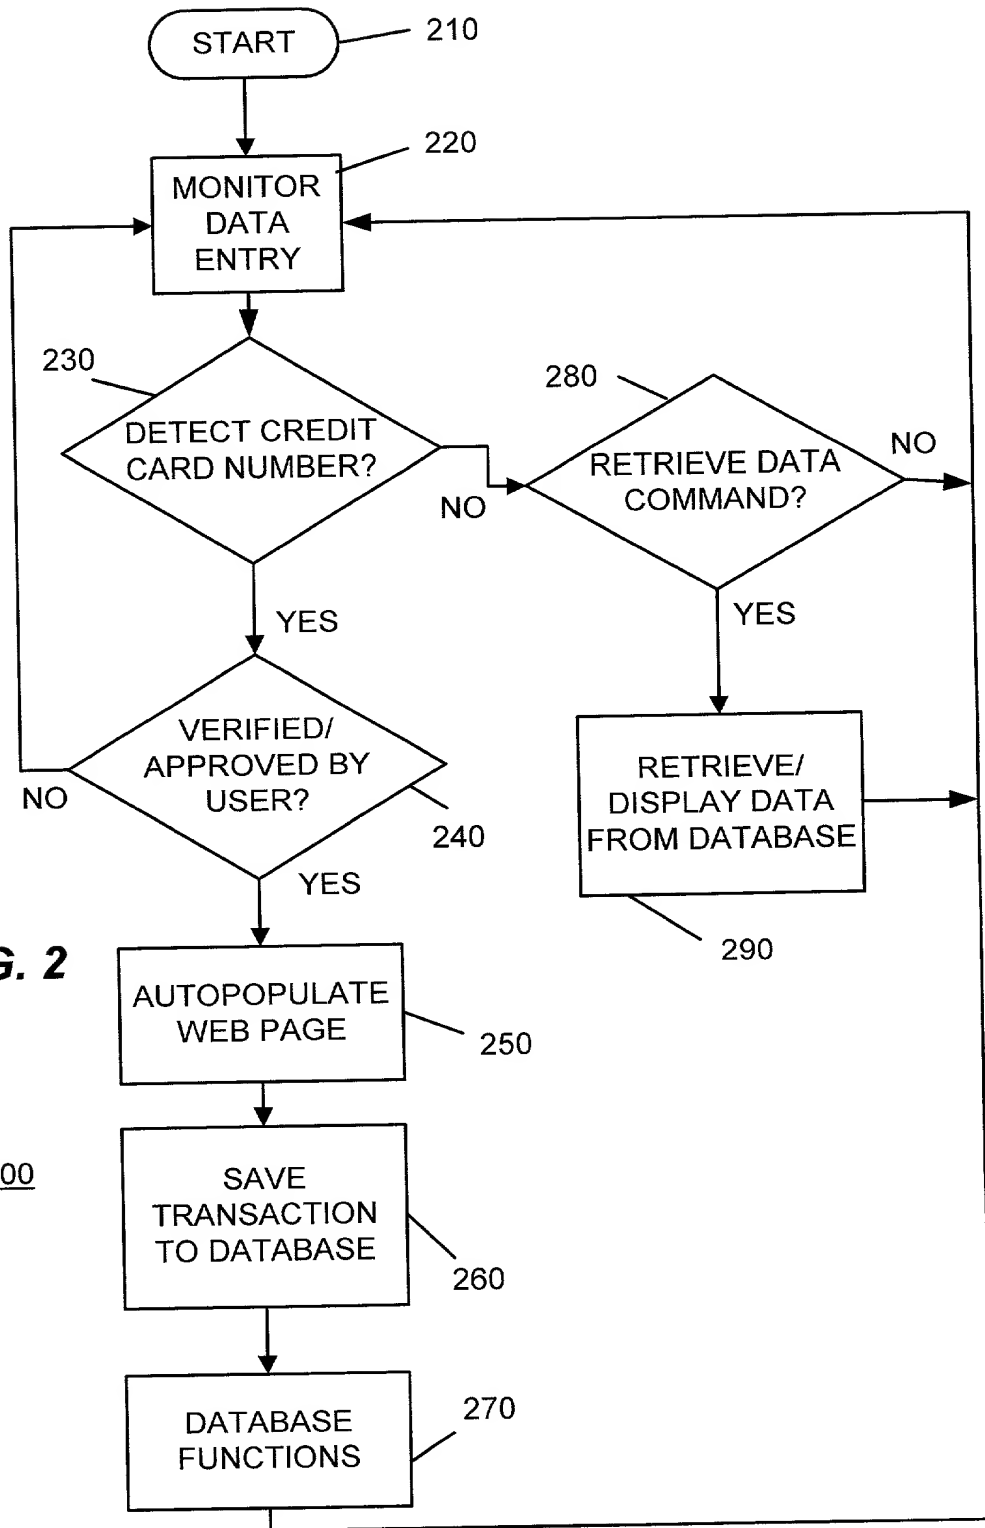 START
210
220
MONITOR
DATA
ENTRY
230
DETECT CREDIT
CARD NUMBER?
NO
280
RETRIEVE DATA
COMMAND?
NO
YES
YES
VERIFIED/
APPROVED BY
USER?
NO
240
YES
RETRIEVE/
DISPLAY DATA
FROM DATABASE
290
G. 2
AUTOPOPULATE
WEB PAGE
250
00
SAVE
TRANSACTION
TO DATABASE
260
DATABASE
FUNCTIONS
270